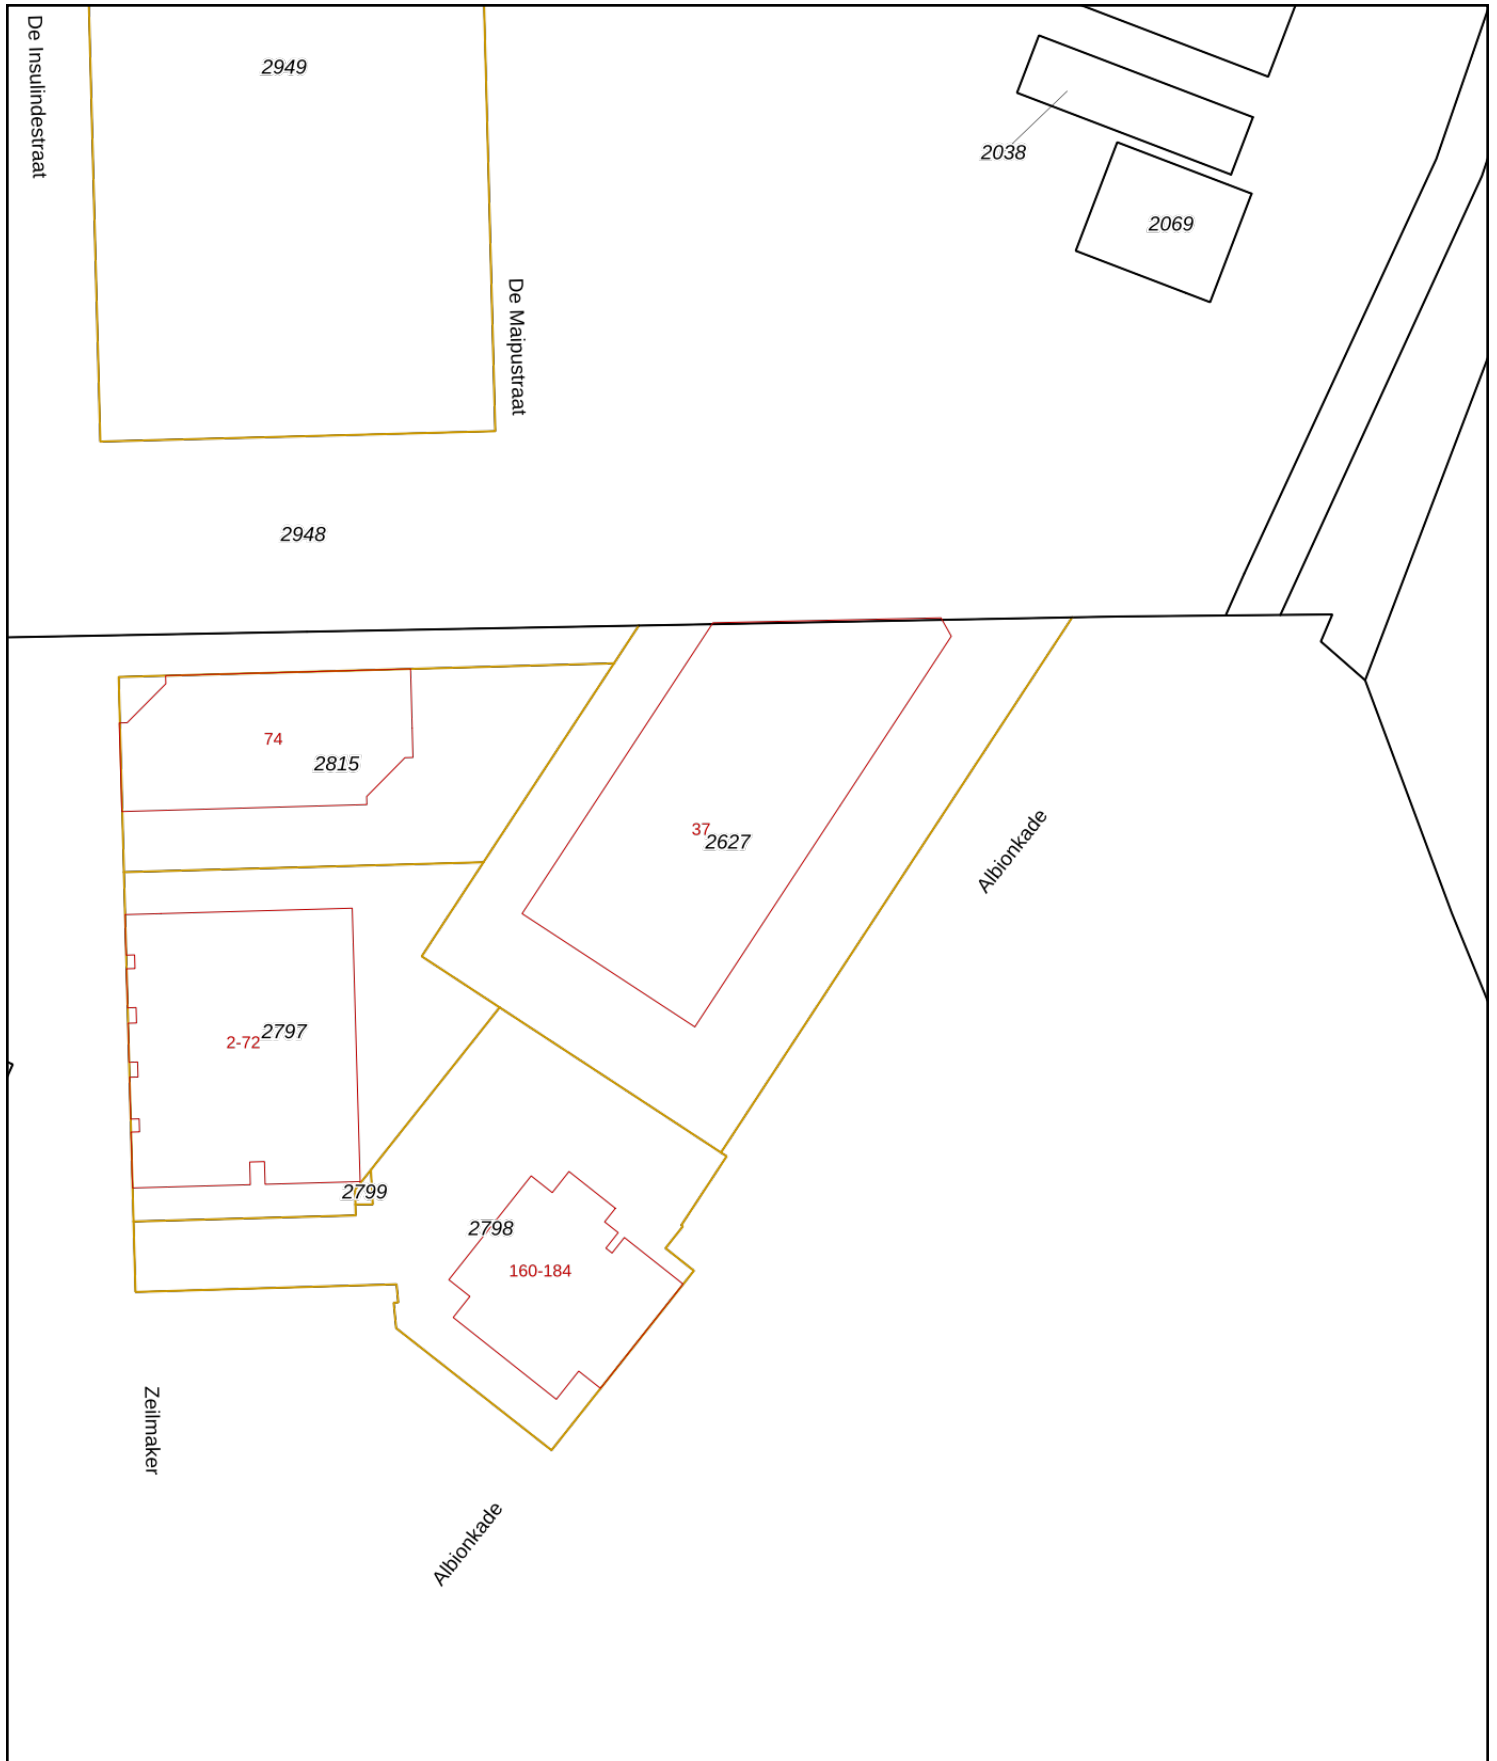 De Insulindestraat
2949
2038
2069
De Maipustraat
2948
74
2815
37
2627
Albionkade
2-72
2797
2799
2798
160-184
Zeilmaker
Albionkade